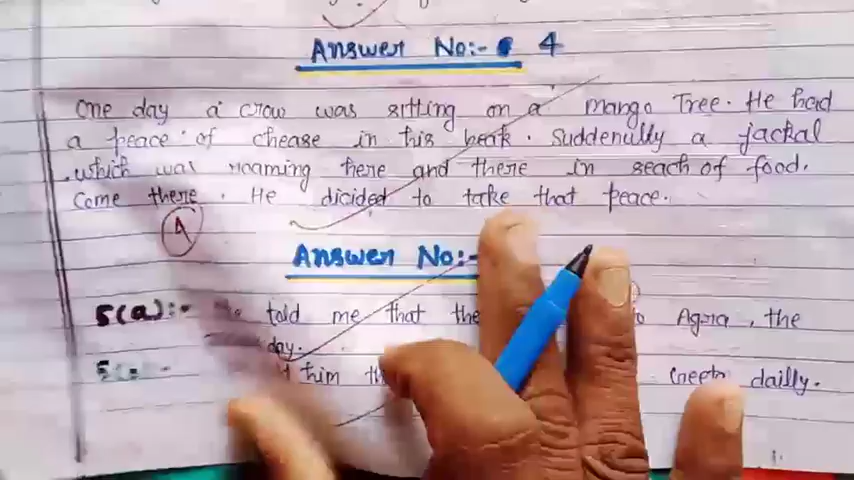 Answer No:- 4
One day a crow was sitting on a mango Tree. He had
a peace of chease in his beak. Suddenully a jackal
which was roaming here and there in seach of food.
Come there. He dicided to take that peace.
A
Answer No:-
5(a):- told me that the Agra, the
day.
him Geeta dailly.